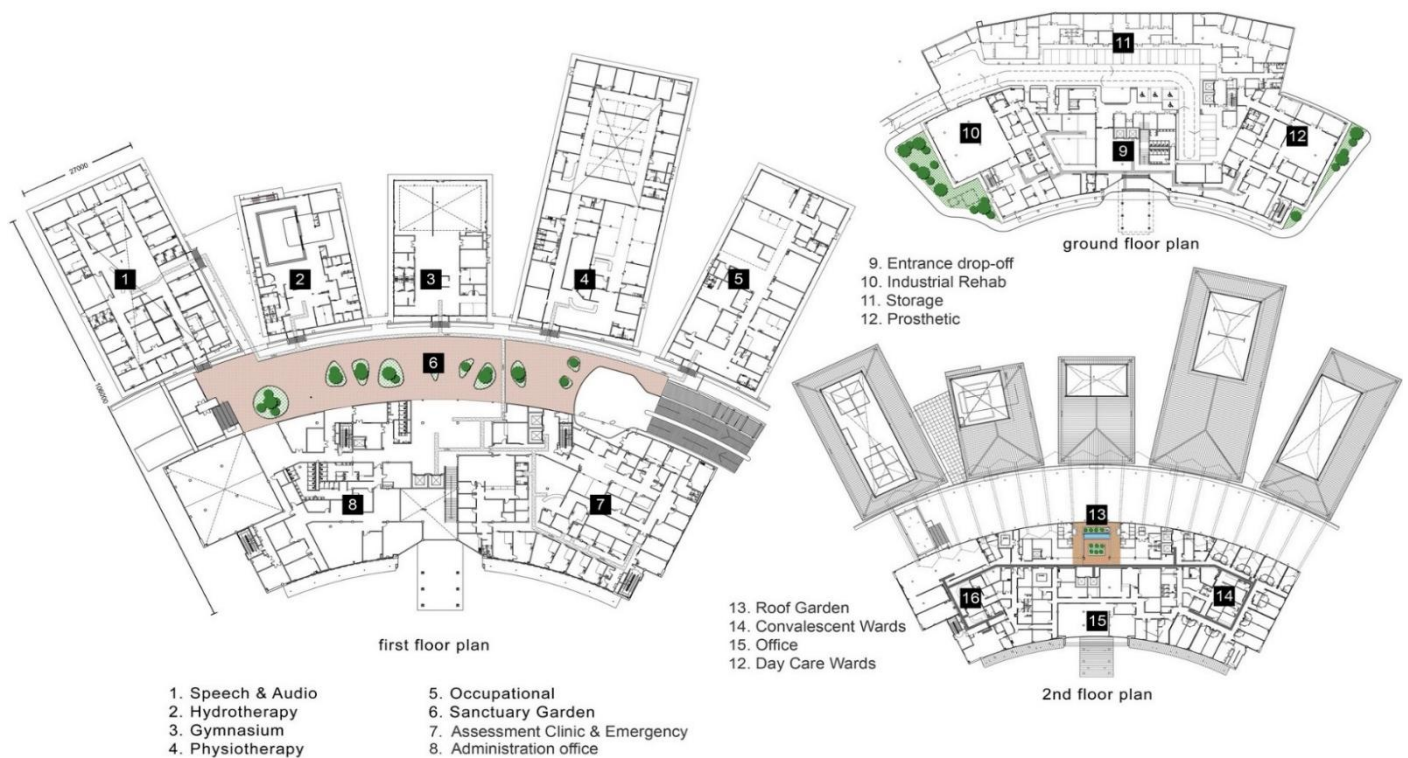 27000
106000
1
2
3
4
5
6
7
8
first floor plan
1. Speech & Audio
2. Hydrotherapy
3. Gymnasium
4. Physiotherapy
5. Occupational
6. Sanctuary Garden
7. Assessment Clinic & Emergency
8. Administration office
11
10
9
12
ground floor plan
9. Entrance drop-off
10. Industrial Rehab
11. Storage
12. Prosthetic
13
14
15
16
13. Roof Garden
14. Convalescent Wards
15. Office
12. Day Care Wards
2nd floor plan